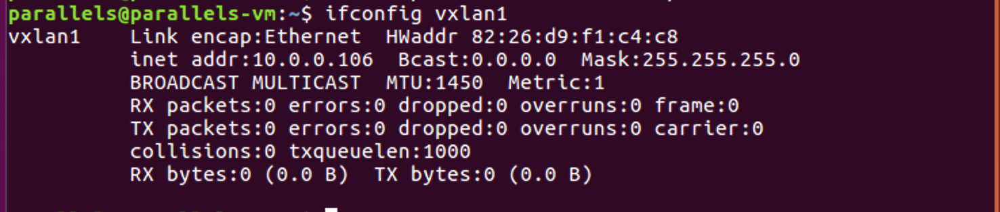 parallels@parallels-vm:~$ ifconfig vxlan1
vxlan1    Link encap:Ethernet  HWaddr 82:26:d9:f1:c4:c8
          inet addr:10.0.0.106  Bcast:0.0.0.0  Mask:255.255.255.0
          BROADCAST MULTICAST  MTU:1450  Metric:1
          RX packets:0 errors:0 dropped:0 overruns:0 frame:0
          TX packets:0 errors:0 dropped:0 overruns:0 carrier:0
          collisions:0 txqueuelen:1000
          RX bytes:0 (0.0 B)  TX bytes:0 (0.0 B)